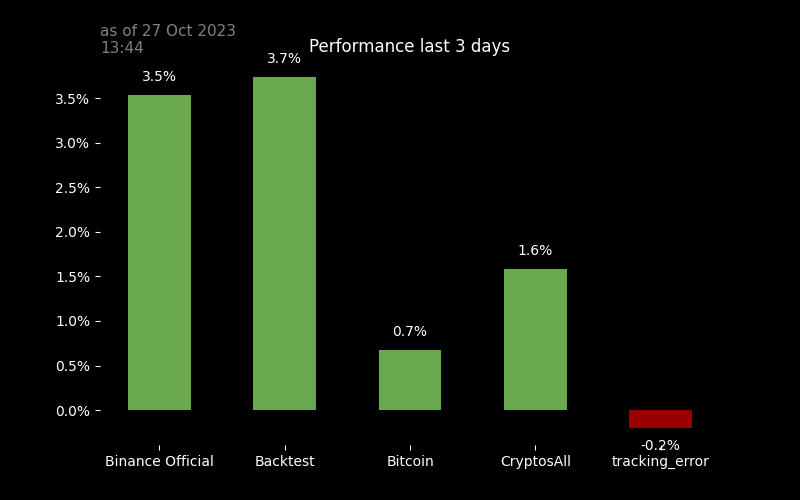 as of 27 Oct 2023
13:44
Performance last 3 days
3.5%
3.7%
0.7%
1.6%
-0.2%
3.5%
3.0%
2.5%
2.0%
1.5%
1.0%
0.5%
0.0%
Binance Official
Backtest
Bitcoin
CryptosAll
tracking_error